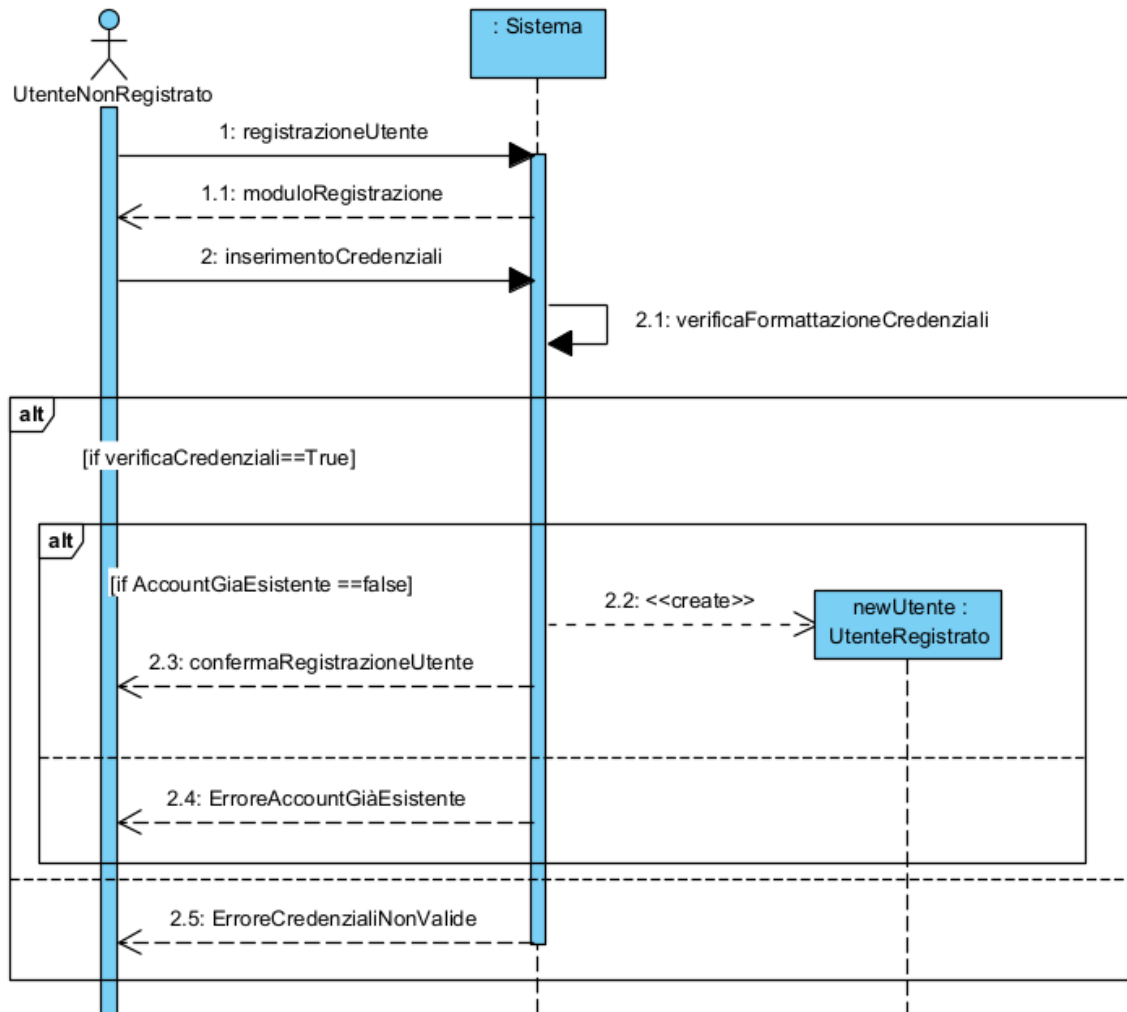 : Sistema
UtenteNonRegistrato
1: registrazioneUtente
1.1: moduloRegistrazione
2: inserimentoCredenziali
2.1: verificaFormattazioneCredenziali
alt
[if verificaCredenziali==True]
alt
[if AccountGiaEsistente ==false]
2.2: <<create>>
newUtente :
UtenteRegistrato
2.3: confermaRegistrazioneUtente
2.4: ErroreAccountGiàEsistente
2.5: ErroreCredenzialiNonValide